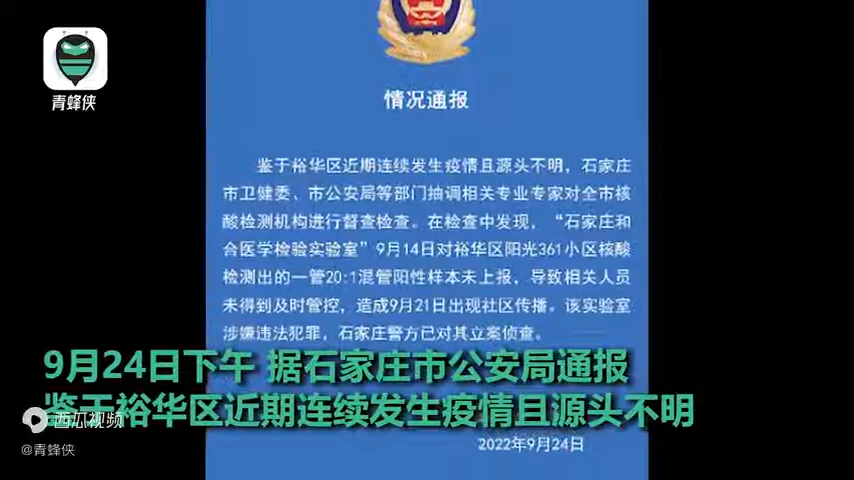 青蜂侠
情况通报
鉴于裕华区近期连续发生疫情且源头不明，石家庄
市卫健委、市公安局等部门抽调相关专业专家对全市核
酸检测机构进行督查检查。在检查中发现，“石家庄和
合医学检验实验室”9月14日对裕华区阳光361小区核酸
检测出的一管20:1混管阳性样本未上报，导致相关人员
未得到及时管控，造成9月21日出现社区传播。该实验室
涉嫌违法犯罪，石家庄警方已对其立案侦查。
9月24日下午 据石家庄市公安局通报
鉴于裕华区近期连续发生疫情且源头不明
西瓜视频
@青蜂侠
2022年9月24日